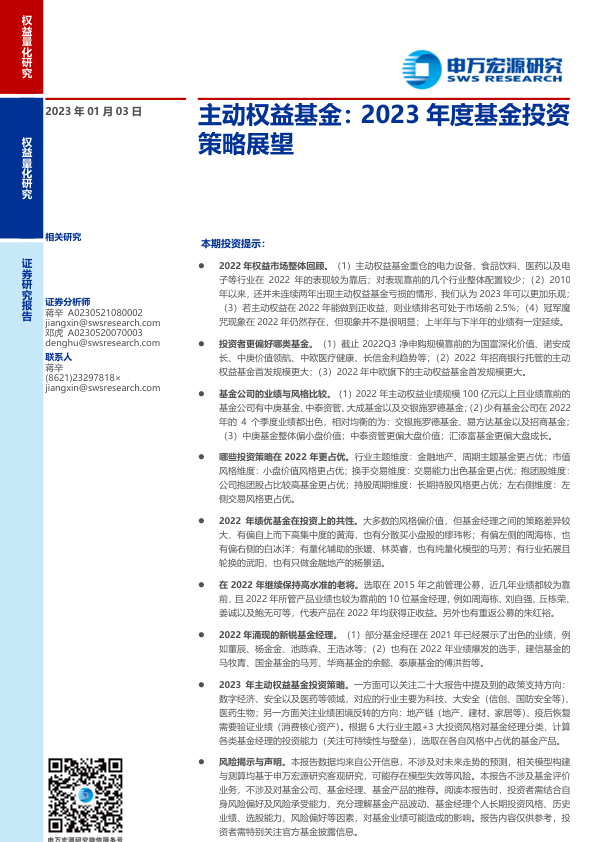 权益量化研究
权益量化研究
证券研究报告
申万宏源研究
SWS RESEARCH
2023 年 01 月 03 日
主动权益基金：2023 年度基金投资
策略展望
相关研究
证券分析师
蒋辛 A0230521080002
jiangxin@swsresearch.com
邓虎 A0230520070003
denghu@swsresearch.com
联系人
蒋辛
(8621)23297818×
jiangxin@swsresearch.com
本期投资提示：
● 2022 年权益市场整体回顾。（1）主动权益基金重仓的电力设备、食品饮料、医药以及电
子等行业在 2022 年的表现较为靠后；对表现靠前的几个行业整体配置较少；（2）2010
年以来，还并未连续两年出现主动权益基金亏损的情形，我们认为 2023 年可以更加乐观；
（3）若主动权益在 2022 年能做到正收益，则业绩排名可处于市场前 2.5%；（4）冠军魔
咒现象在 2022 年仍然存在，但现象并不是很明显；上半年与下半年的业绩有一定延续。
● 投资者更偏好哪类基金。（1）截止 2022Q3 净申购规模靠前的为国富深化价值、诺安成
长、中庚价值领航、中欧医疗健康、长信金利趋势等；（2）2022 年招商银行托管的主动
权益基金首发规模更大；（3）2022 年中欧旗下的主动权益基金首发规模更大。
● 基金公司的业绩与风格比较。（1）2022 年主动权益业绩规模 100 亿元以上且业绩靠前的
基金公司有中庚基金、中泰资管、大成基金以及交银施罗德基金；（2）少有基金公司在 2022
年的 4 个季度业绩都出色，相对均衡的为：交银施罗德基金、易方达基金以及招商基金；
（3）中庚基金整体偏小盘价值；中泰资管更偏大盘价值；汇添富基金更偏大盘成长。
● 哪些投资策略在 2022 年更占优。行业主题维度：金融地产、周期主题基金更占优；市值
风格维度：小盘价值风格更占优；换手交易维度：交易能力出色基金更占优；抱团股维度：
公司抱团股占比较高基金更占优；持股周期维度：长期持股风格更占优；左右侧维度：左
侧交易风格更占优。
● 2022 年绩优基金在投资上的共性。大多数的风格偏价值，但基金经理之间的策略差异较
大，有偏自上而下高集中度的黄海，也有分散买小盘股的缪玮彬；有偏左侧的周海栋，也
有偏右侧的白冰洋；有量化辅助的张媛、林英睿，也有纯量化模型的马芳；有行业拓展且
轮换的武阳，也有只做金融地产的杨景涵。
● 在 2022 年继续保持高水准的老将。选取在 2015 年之前管理公募，近几年业绩都较为靠
前，且 2022 年所管产品业绩也较为靠前的 10 位基金经理，例如周海栋、刘自强、丘栋荣、
姜诚以及鲍无可等，代表产品在 2022 年均获得正收益。另外也有重返公募的朱红裕。
● 2022 年涌现的新锐基金经理。（1）部分基金经理在 2021 年已经展示了出色的业绩，例
如董辰、杨金金、池陈森、王浩冰等；（2）也有在 2022 年业绩爆发的选手，建信基金的
马牧青、国金基金的马芳、华商基金的余懿、泰康基金的傅洪哲等。
● 2023 年主动权益基金投资策略。一方面可以关注二十大报告中提及到的政策支持方向：
数字经济、安全以及医药等领域，对应的行业主要为科技、大安全（信创、国防安全等）、
医药生物；另一方面关注业绩困境反转的方向：地产链（地产、建材、家居等）、疫后恢复
需要验证业绩（消费核心资产）。根据 6 大行业主题+3 大投资风格对基金经理分类，计算
各类基金经理的投资能力（关注可持续性与壁垒），选取在各自风格中占优的基金产品。
● 风险揭示与声明。本报告数据均来自公开信息，不涉及对未来走势的预测，相关模型构建
与测算均基于申万宏源研究客观研究，可能存在模型失效等风险。本报告不涉及基金评价
业务，不涉及对基金公司、基金经理、基金产品的推荐。阅读本报告时，投资者需结合自
身风险偏好及风险承受能力，充分理解基金产品波动、基金经理个人长期投资风格、历史
业绩、选股能力、风险偏好等因素，对基金业绩可能造成的影响。报告内容仅供参考，投
资者需特别关注官方基金披露信息。
申万宏源研究微信服务号